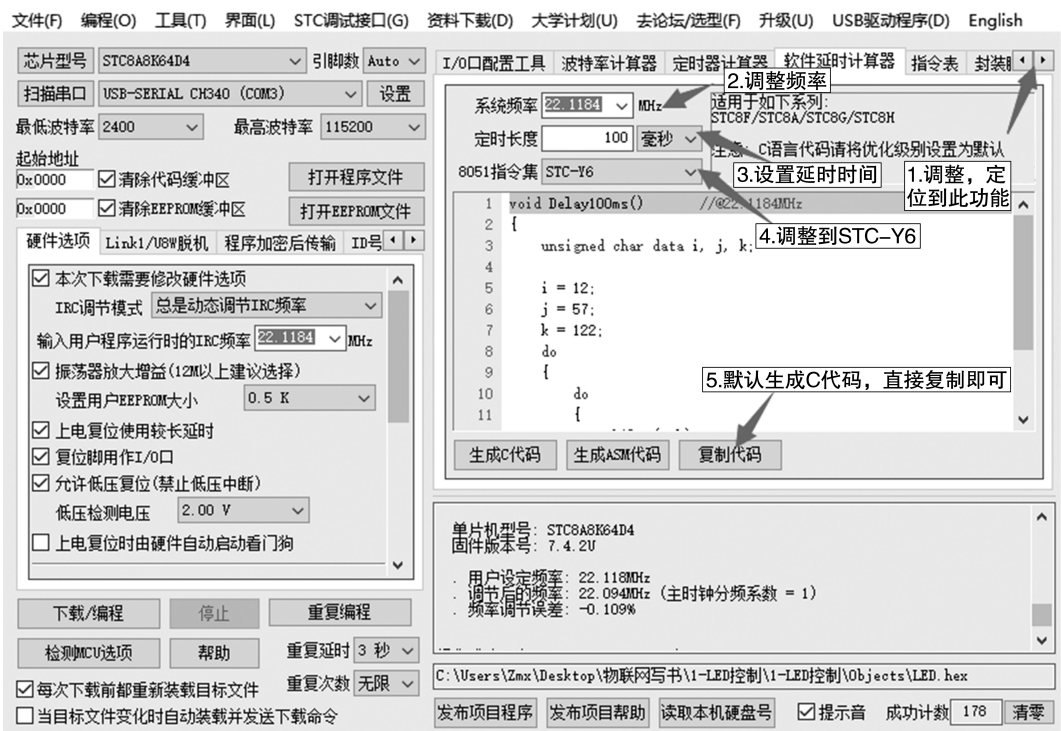 文件(F) 编程(O) 工具(T) 界面(L) STC调试接口(G) 资料下载(D) 大学计划(U) 去论坛/选型(F) 升级(U) USB驱动程序(D) English
芯片型号 STC8A8K64D4 引脚数 Auto
扫描串口 USB-SERIAL CH340 (COM3) 设置
最低波特率 2400 最高波特率 115200
起始地址
0x0000 清除代码缓冲区 打开程序文件
0x0000 清除EEPROM缓冲区 打开EEPROM文件
硬件选项 Link1/U8W脱机 程序加密后传输 ID号
本次下载需要修改硬件选项
IRC调节模式 总是动态调节IRC频率
输入用户程序运行时的IRC频率 22.1184 MHz
振荡器放大增益(12M以上建议选择)
设置用户EEPROM大小 0.5 K
上电复位使用较长延时
复位脚用作I/O口
允许低压复位(禁止低压中断)
低压检测电压 2.00 V
上电复位时由硬件自动启动看门狗
下载/编程 停止 重复编程
检测MCU选项 帮助 重复延时 3 秒
每次下载前都重新装载目标文件 重复次数 无限
当目标文件变化时自动装载并发送下载命令
I/O口配置工具 波特率计算器 定时器计算器 软件延时计算器 指令表
2.调整频率
系统频率 22.1184 MHz 适用于如下系列:
STC8F/STC8A/STC8G/STC8H
定时长度 100 毫秒 注意: C语言代码请将优化级别设置为默认
8051指令集 STC-Y6
3.设置延时时间
1.调整，定
位到此功能
4.调整到STC-Y6
1 void Delay100ms() //@22.1184MHz
2 {
3 unsigned char data i, j, k;
4
5 i = 12;
6 j = 57;
7 k = 122;
8 do
9 {
10 do
11 {
5.默认生成C代码，直接复制即可
生成C代码 生成ASM代码 复制代码
单片机型号: STC8A8K64D4
固件版本号: 7.4.2U
. 用户设定频率: 22.118MHz
. 调节后的频率: 22.094MHz (主时钟分频系数 = 1)
. 频率调节误差: -0.109%
C:\Users\Zmx\Desktop\物联网写书\1-LED控制\1-LED控制\Objects\LED.hex
发布项目程序 发布项目帮助 读取本机硬盘号 提示音 成功计数 178 清零